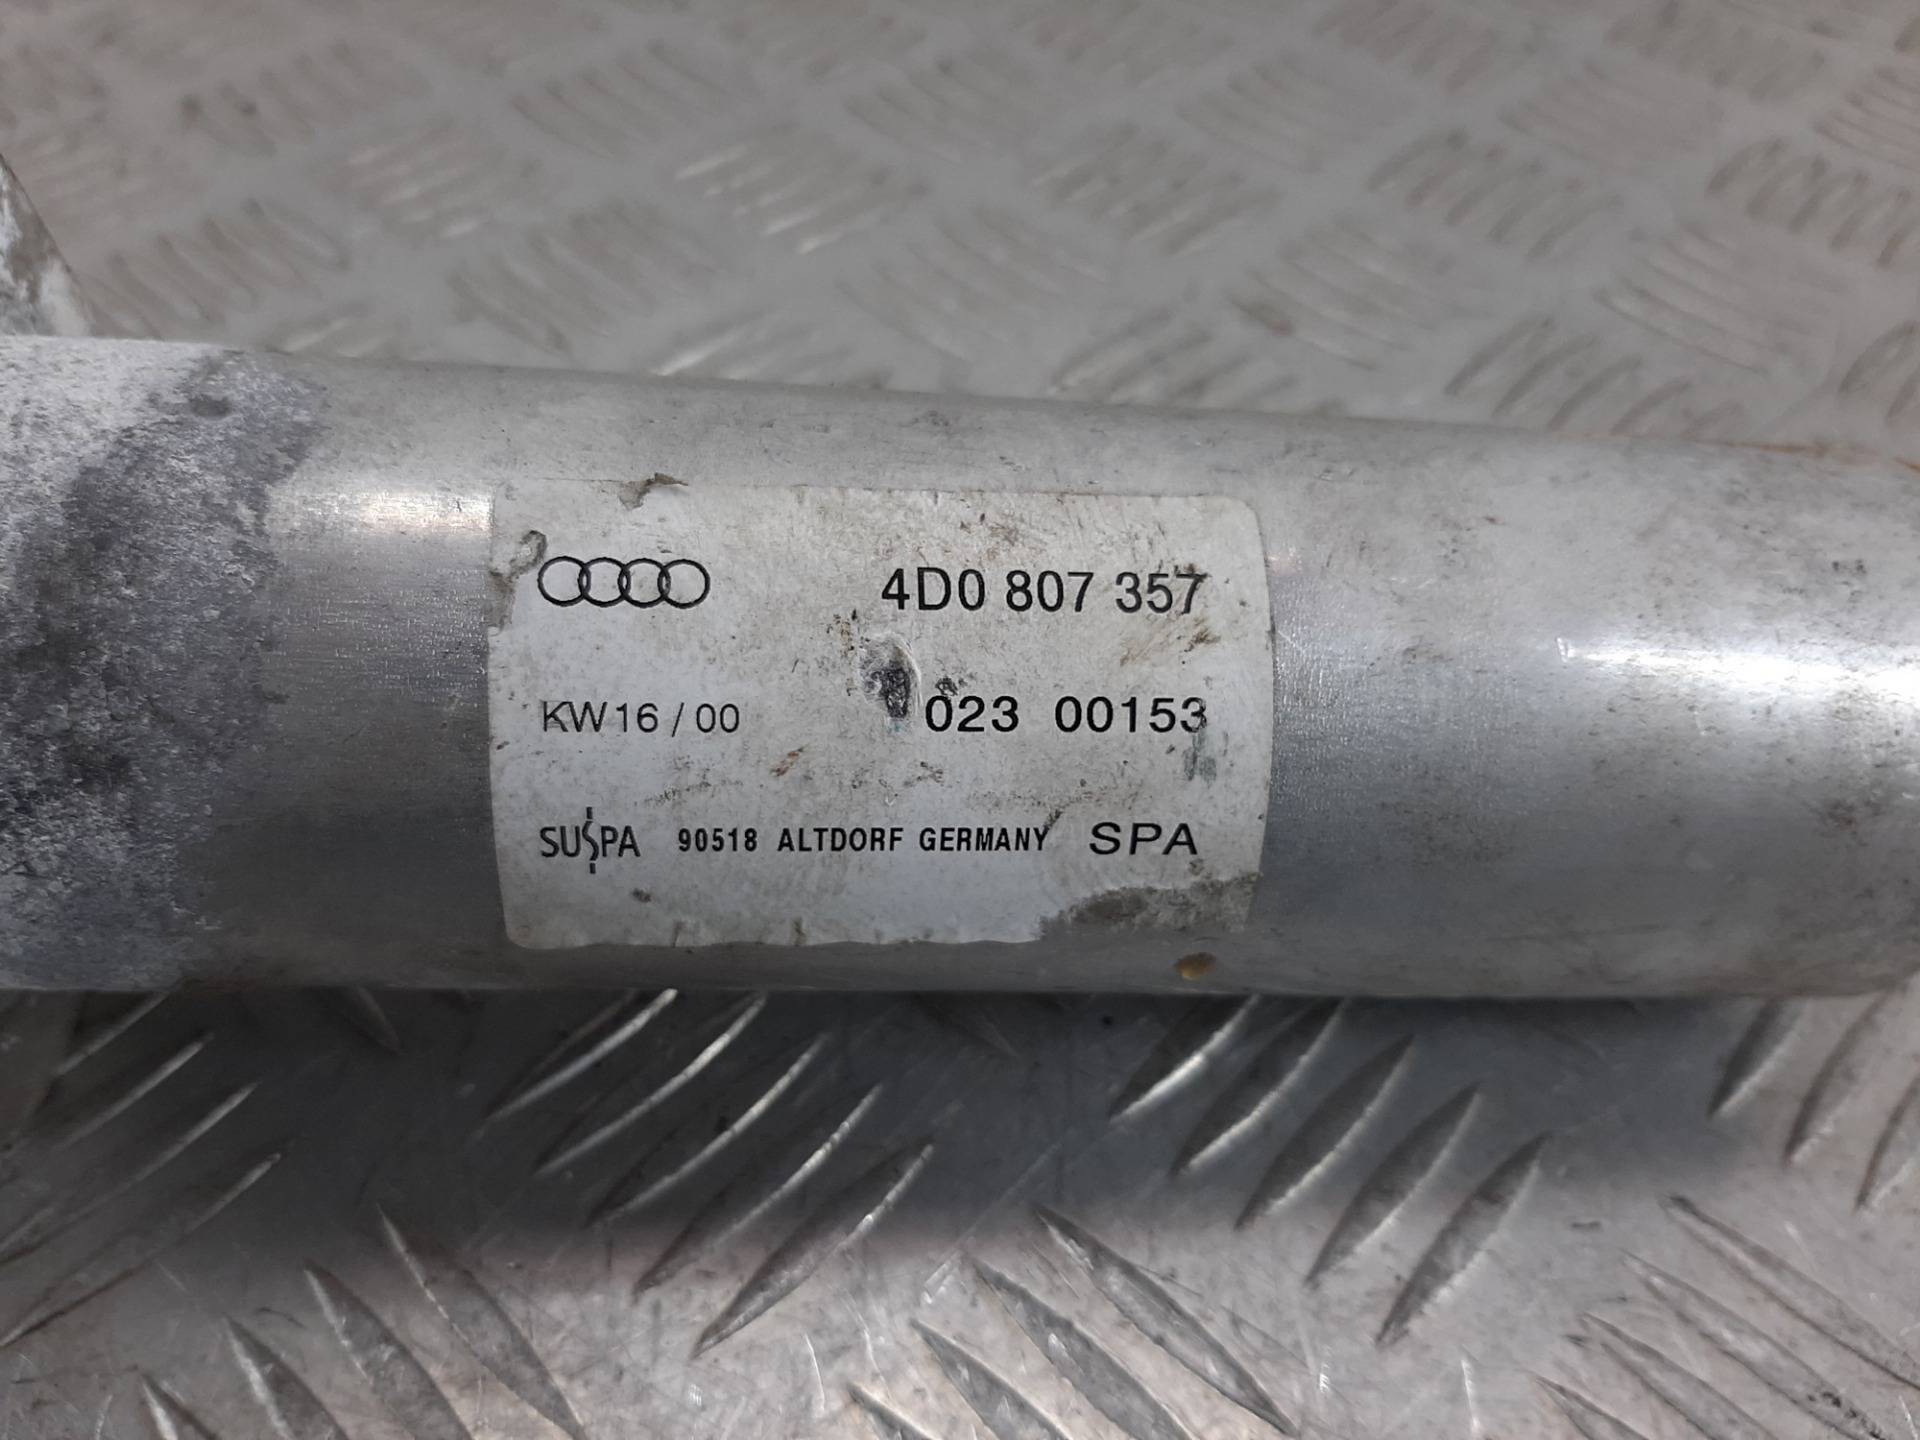 4D0 807 357
KW16/00 023 00153
SUSPA 90518 ALTDORF GERMANY SPA